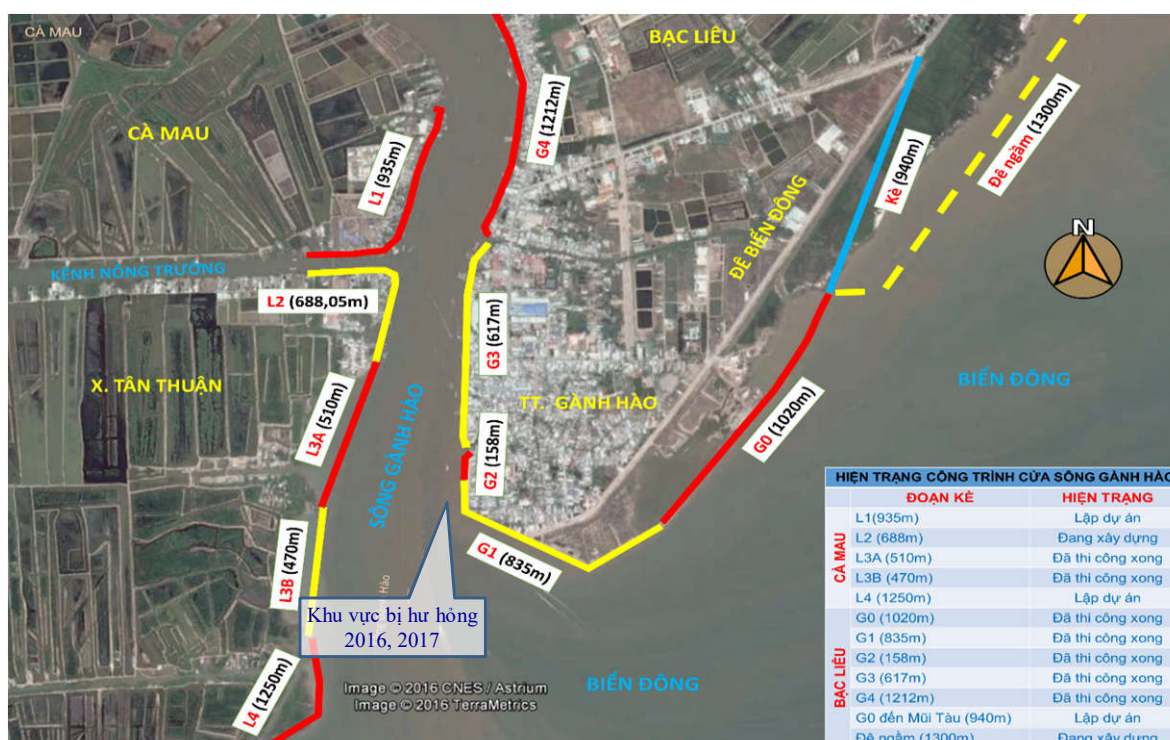 CÀ MAU
BẠC LIÊU
CÀ MAU
G4 (1212m)
Đê ngầm (1300m)
Kè (940m)
L1 (935m)
ĐÊ BIỂN ĐÔNG
N
KÊNH NÔNG TRƯỜNG
L2 (688,05m)
G3 (617m)
X. TÂN THUẬN
BIỂN ĐÔNG
TT. GÀNH HÀO
L3A (510m)
SÔNG GÀNH HÀO
G0 (1020m)
G2 (158m)
G1 (835m)
L3B (470m)
Hào
Khu vực bị hư hỏng
2016, 2017
L4 (1250m)
Image © 2016 CNES / Astrium
Image © 2016 TerraMetrics
BIỂN ĐÔNG
HIỆN TRẠNG CÔNG TRÌNH CỬA SÔNG GÀNH HÀO
ĐOẠN KÈ HIỆN TRẠNG
CÀ MAU
L1(935m) Lập dự án
L2 (688m) Đang xây dựng
L3A (510m) Đã thi công xong
L3B (470m) Đã thi công xong
L4 (1250m) Lập dự án
BẠC LIÊU
G0 (1020m) Đã thi công xong
G1 (835m) Đã thi công xong
G2 (158m) Đã thi công xong
G3 (617m) Đã thi công xong
G4 (1212m) Đã thi công xong
G0 đến Mũi Tàu (940m) Lập dự án
Đê ngầm (1300m) Đang xây dựng